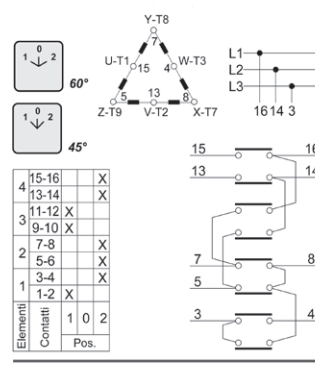 Y-T8
7
U-T1 15 4 W-T3
5 13 8
Z-T9 V-T2 X-T7
L1
L2
L3
16 14 3
0
1 2
60°
0
1 2
45°
15 16
13 14
7 8
5
3 4
4 15-16 X
13-14 X
3 11-12 X
9-10 X
2 7-8 X
5-6 X
1 3-4 X
1-2 X
Elementi Contatti 1 0 2
Pos.